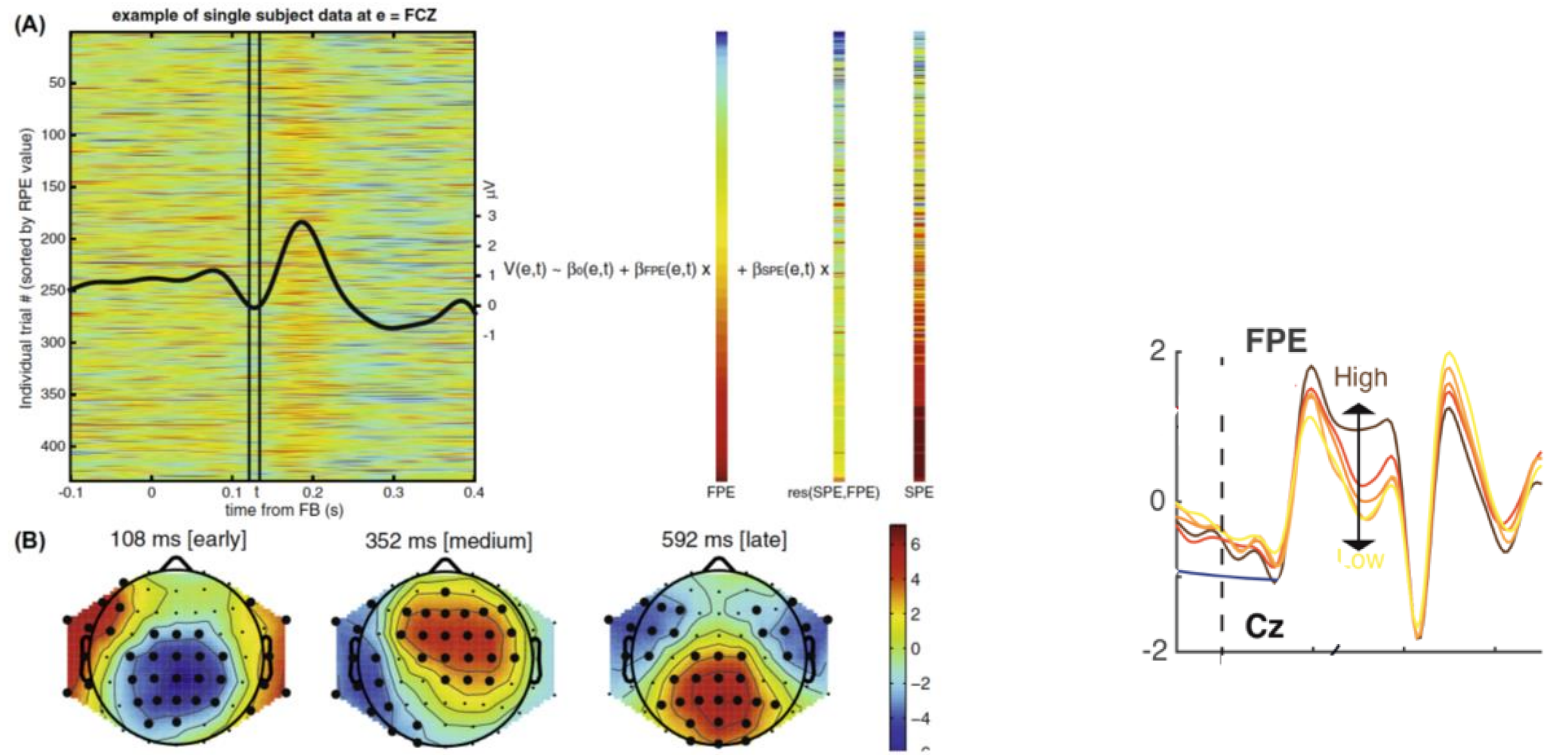 (A)
example of single subject data at e = FCZ
Individual trial # (sorted by RPE value)
50
100
150
200
250
300
350
400
-0.1
0
0.1
t
0.2
0.3
0.4
time from FB (s)
μV
3
2
1
0
-1
V(e,t) ~ β0(e,t) + βFPE(e,t) x
+ βSPE(e,t) x
FPE
res(SPE,FPE)
SPE
(B)
108 ms [early]
352 ms [medium]
592 ms [late]
6
4
2
0
−2
−4
2
0
-2
FPE
High
Low
Cz